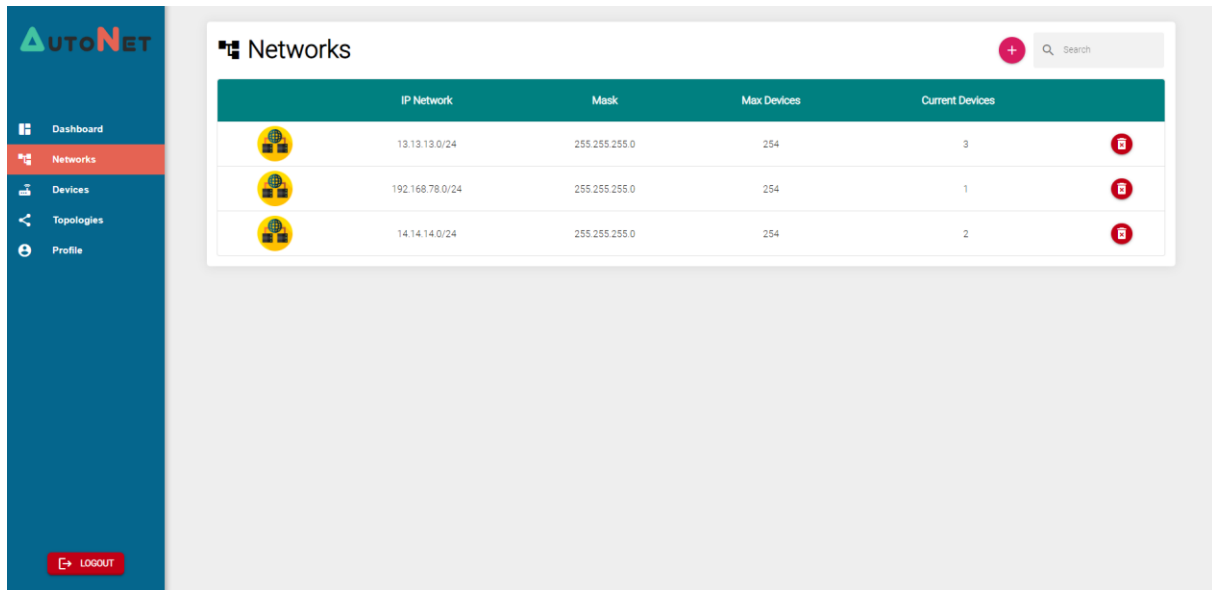 AUTONET
Networks
Search
IP Network Mask Max Devices Current Devices
Dashboard
13.13.13.0/24 255.255.255.0 254 3
Networks
Devices
192.168.78.0/24 255.255.255.0 254 1
Topologies
14.14.14.0/24 255.255.255.0 254 2
Profile
LOGOUT